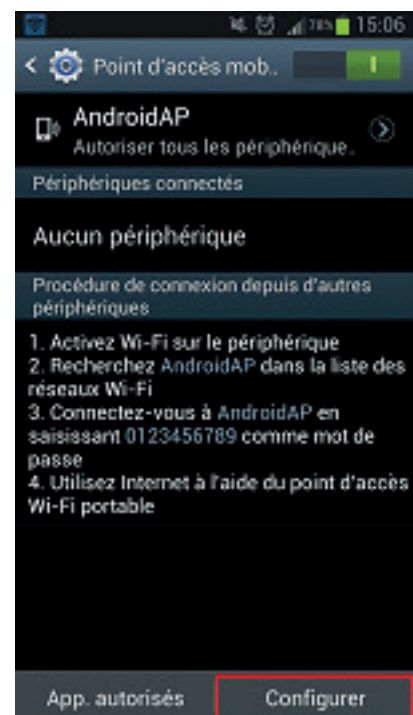 78% 15:06
< Point d'accès mob..
AndroidAP
Autoriser tous les périphérique.
Périphériques connectés
Aucun périphérique
Procédure de connexion depuis d'autres
périphériques
1. Activez Wi-Fi sur le périphérique
2. Recherchez AndroidAP dans la liste des
réseaux Wi-Fi
3. Connectez-vous à AndroidAP en
saisissant 0123456789 comme mot de
passe
4. Utilisez Internet à l'aide du point d'accès
Wi-Fi portable
App. autorisés Configurer